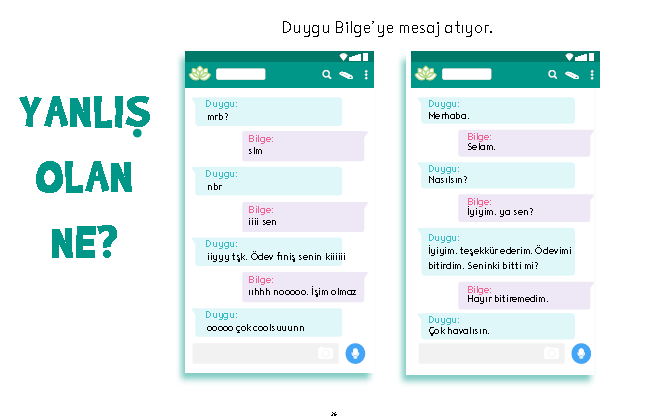 Duygu Bilge'ye mesaj atıyor.
YANLIŞ
OLAN
NE?
Duygu:
mrb?
Bilge:
slm
Duygu:
nbr
Bilge:
iiii sen
Duygu:
iiyyy tşk. Ödev finiş senin kiiiiii
Bilge:
ııhhh nooooo. İşim olmaz
Duygu:
ooooo çok coolsuuunn
Duygu:
Merhaba.
Bilge:
Selam.
Duygu:
Nasılsın?
Bilge:
İyiyim. ya sen?
Duygu:
İyiyim. teşekkür ederim. Ödevimi
bitirdim. Seninki bitti mi?
Bilge:
Hayır bitiremedim.
Duygu:
Çok havalısın.